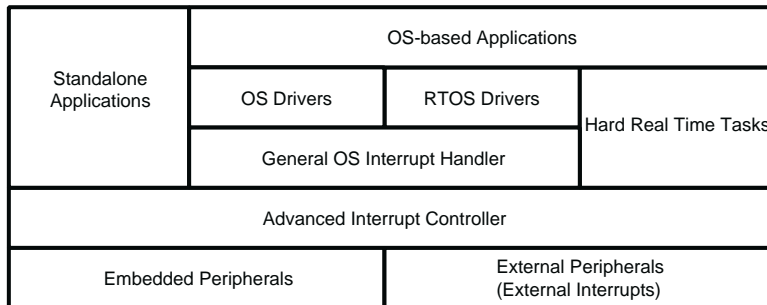 OS-based Applications
Standalone
Applications
OS Drivers
RTOS Drivers
Hard Real Time Tasks
General OS Interrupt Handler
Advanced Interrupt Controller
Embedded Peripherals
External Peripherals
(External Interrupts)